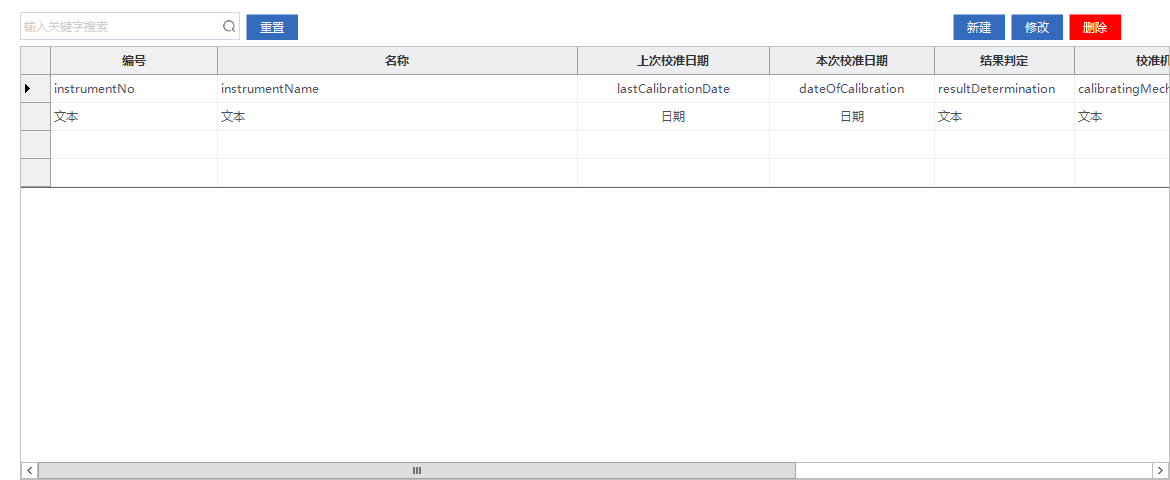 输入关键字搜索 重置 新建 修改 删除
编号 名称 上次校准日期 本次校准日期 结果判定 校准机
instrumentNo instrumentName lastCalibrationDate dateOfCalibration resultDetermination calibratingMech
文本 文本 日期 日期 文本 文本